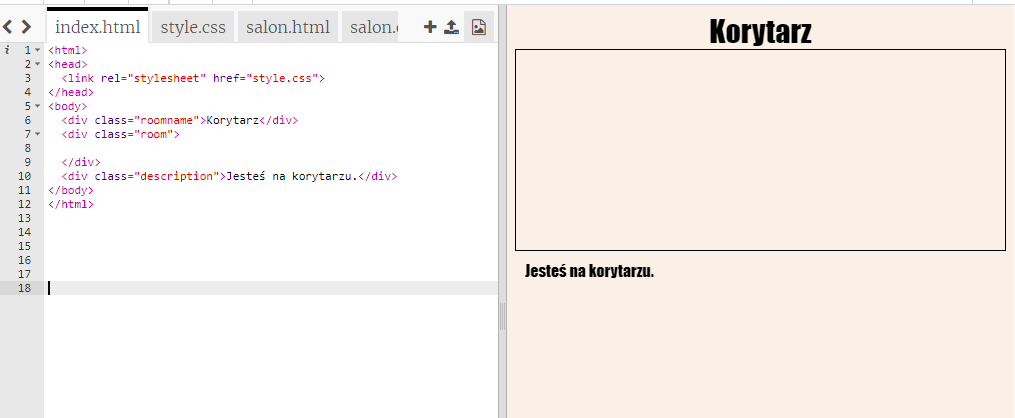 index.html style.css salon.html salon.c
i 1 <html>
2 <head>
3 <link rel="stylesheet" href="style.css">
4 </head>
5 <body>
6 <div class="roomname">Korytarz</div>
7 <div class="room">
8
9 </div>
10 <div class="description">Jesteś na korytarzu.</div>
11 </body>
12 </html>
13
14
15
16
17
18
Korytarz
Jesteś na korytarzu.